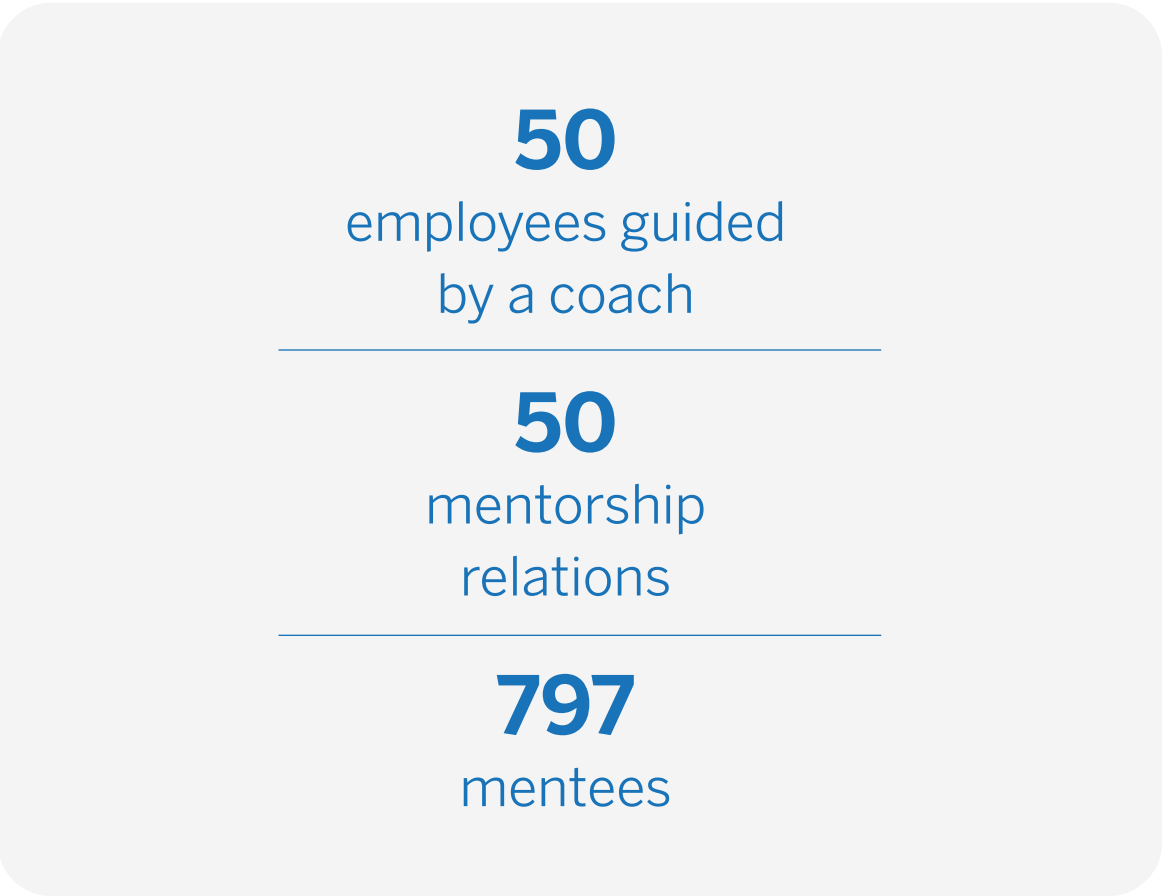 50
employees guided
by a coach
50
mentorship
relations
797
mentees